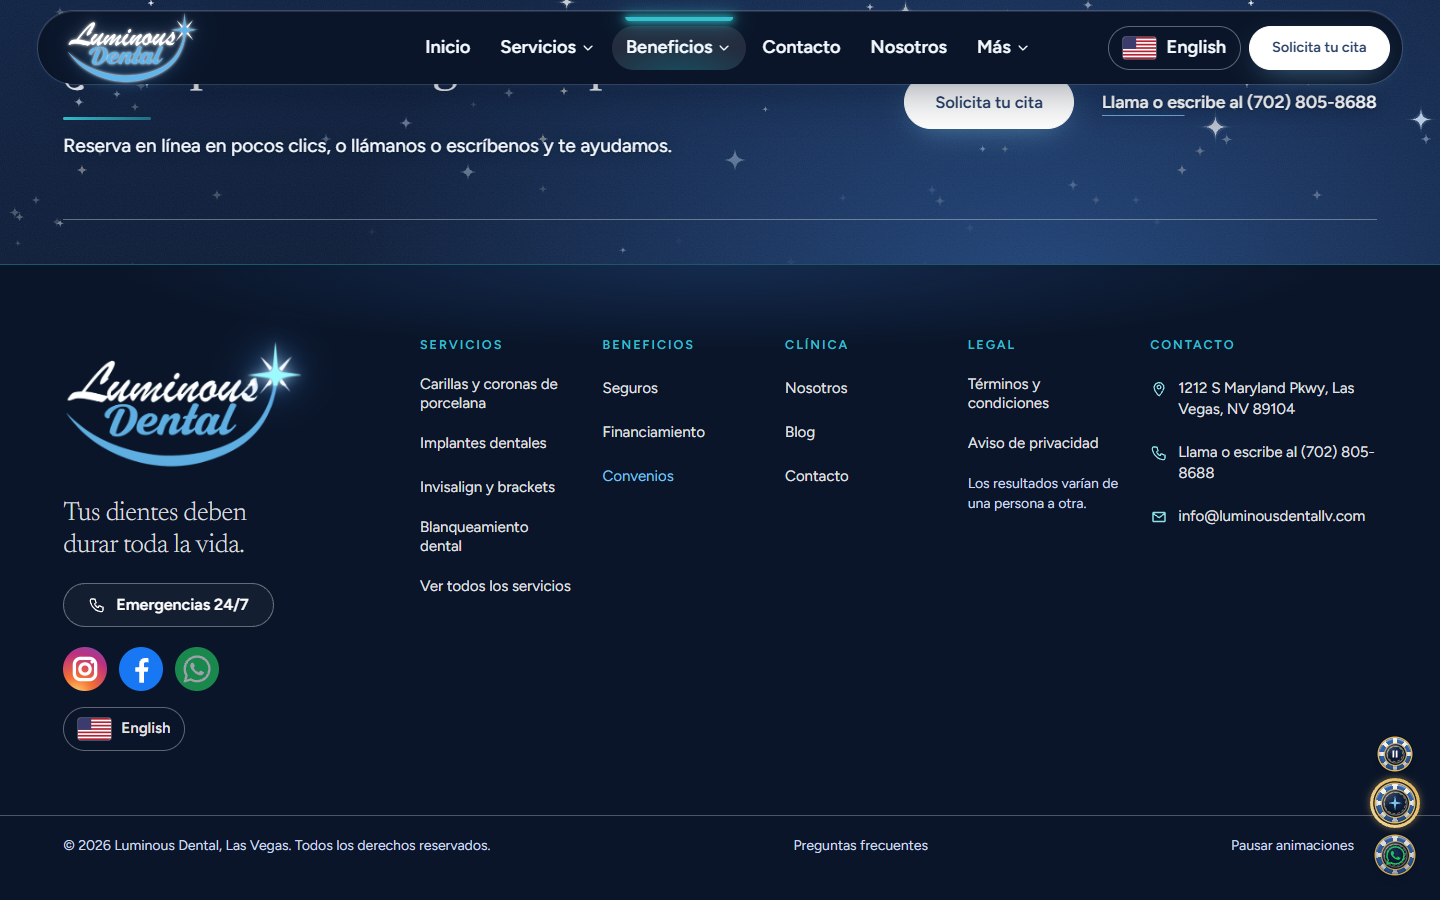 Luminous
Dental
Inicio
Servicios
Beneficios
Contacto
Nosotros
Más
English
Solicita tu cita
Solicita tu cita
Llama o escribe al (702) 805-8688
Reserva en línea en pocos clics, o llámanos o escríbenos y te ayudamos.
Luminous
Dental
Tus dientes deben
durar toda la vida.
Emergencias 24/7
English
SERVICIOS
Carillas y coronas de
porcelana
Implantes dentales
Invisalign y brackets
Blanqueamiento
dental
Ver todos los servicios
BENEFICIOS
Seguros
Financiamiento
Convenios
CLÍNICA
Nosotros
Blog
Contacto
LEGAL
Términos y
condiciones
Aviso de privacidad
Los resultados varían de
una persona a otra.
CONTACTO
1212 S Maryland Pkwy, Las
Vegas, NV 89104
Llama o escribe al (702) 805-
8688
info@luminousdentallv.com
© 2026 Luminous Dental, Las Vegas. Todos los derechos reservados.
Preguntas frecuentes
Pausar animaciones